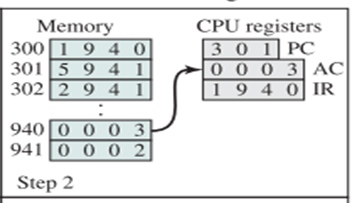 Memory CPU registers
300 1 9 4 0 3 0 1 PC
301 5 9 4 1 0 0 0 3 AC
302 2 9 4 1 1 9 4 0 IR
:
940 0 0 0 3
941 0 0 0 2
Step 2